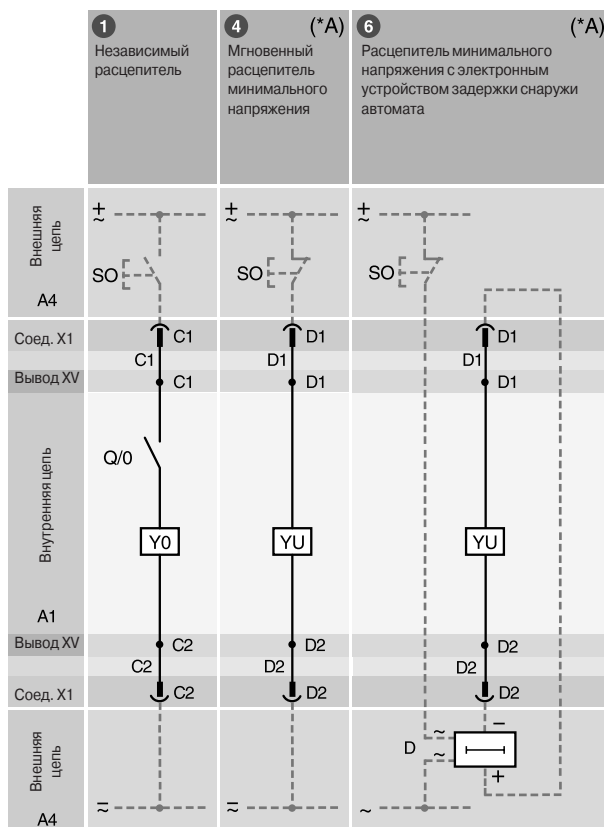 1
Независимый
расцепитель
4 (*A)
Мгновенный
расцепитель
минимального
напряжения
6 (*A)
Расцепитель минимального
напряжения с электронным
устройством задержки снаружи
автомата
Внешняя
цепь
A4
SO
SO
SO
Соед. X1
C1
D1
D1
C1
D1
D1
Вывод XV
C1
D1
D1
Внутренняя цепь
A1
Q/0
Y0
YU
YU
Вывод XV
C2
D2
D2
C2
D2
D2
Соед. X1
C2
D2
D2
Внешняя
цепь
A4
D
~
~
−
+